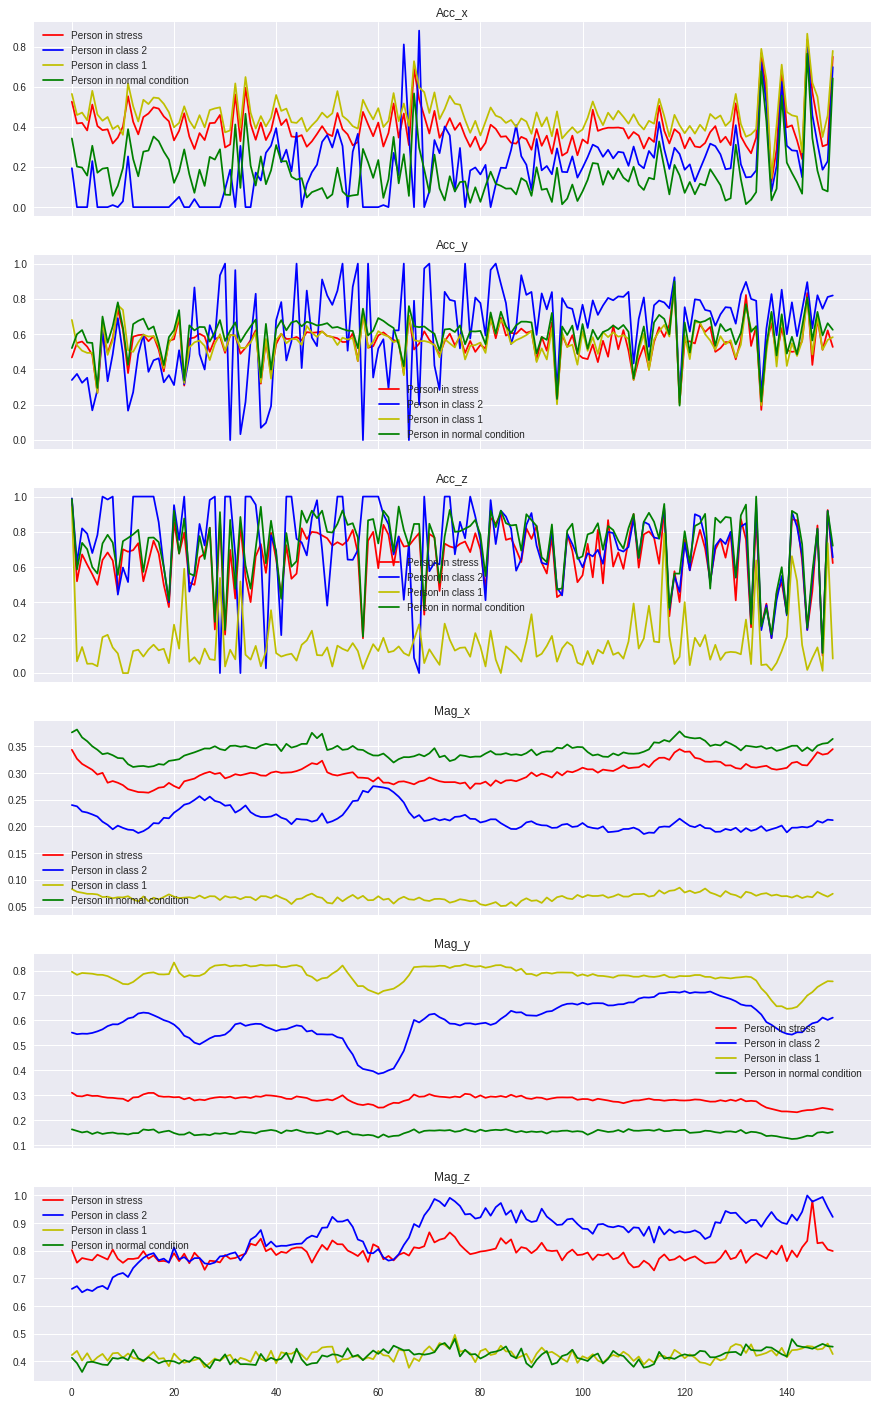 Acc_x
Person in stress
Person in class 2
Person in class 1
Person in normal condition
0.8
0.6
0.4
0.2
0.0
Acc_y
1.0
0.8
0.6
0.4
0.2
0.0
Person in stress
Person in class 2
Person in class 1
Person in normal condition
Acc_z
1.0
0.8
0.6
0.4
0.2
0.0
Person in stress
Person in class 2
Person in class 1
Person in normal condition
Mag_x
0.35
0.30
0.25
0.20
0.15
0.10
0.05
Person in stress
Person in class 2
Person in class 1
Person in normal condition
Mag_y
0.8
0.7
0.6
0.5
0.4
0.3
0.2
0.1
Person in stress
Person in class 2
Person in class 1
Person in normal condition
Mag_z
Person in stress
Person in class 2
Person in class 1
Person in normal condition
1.0
0.9
0.8
0.7
0.6
0.5
0.4
0 20 40 60 80 100 120 140